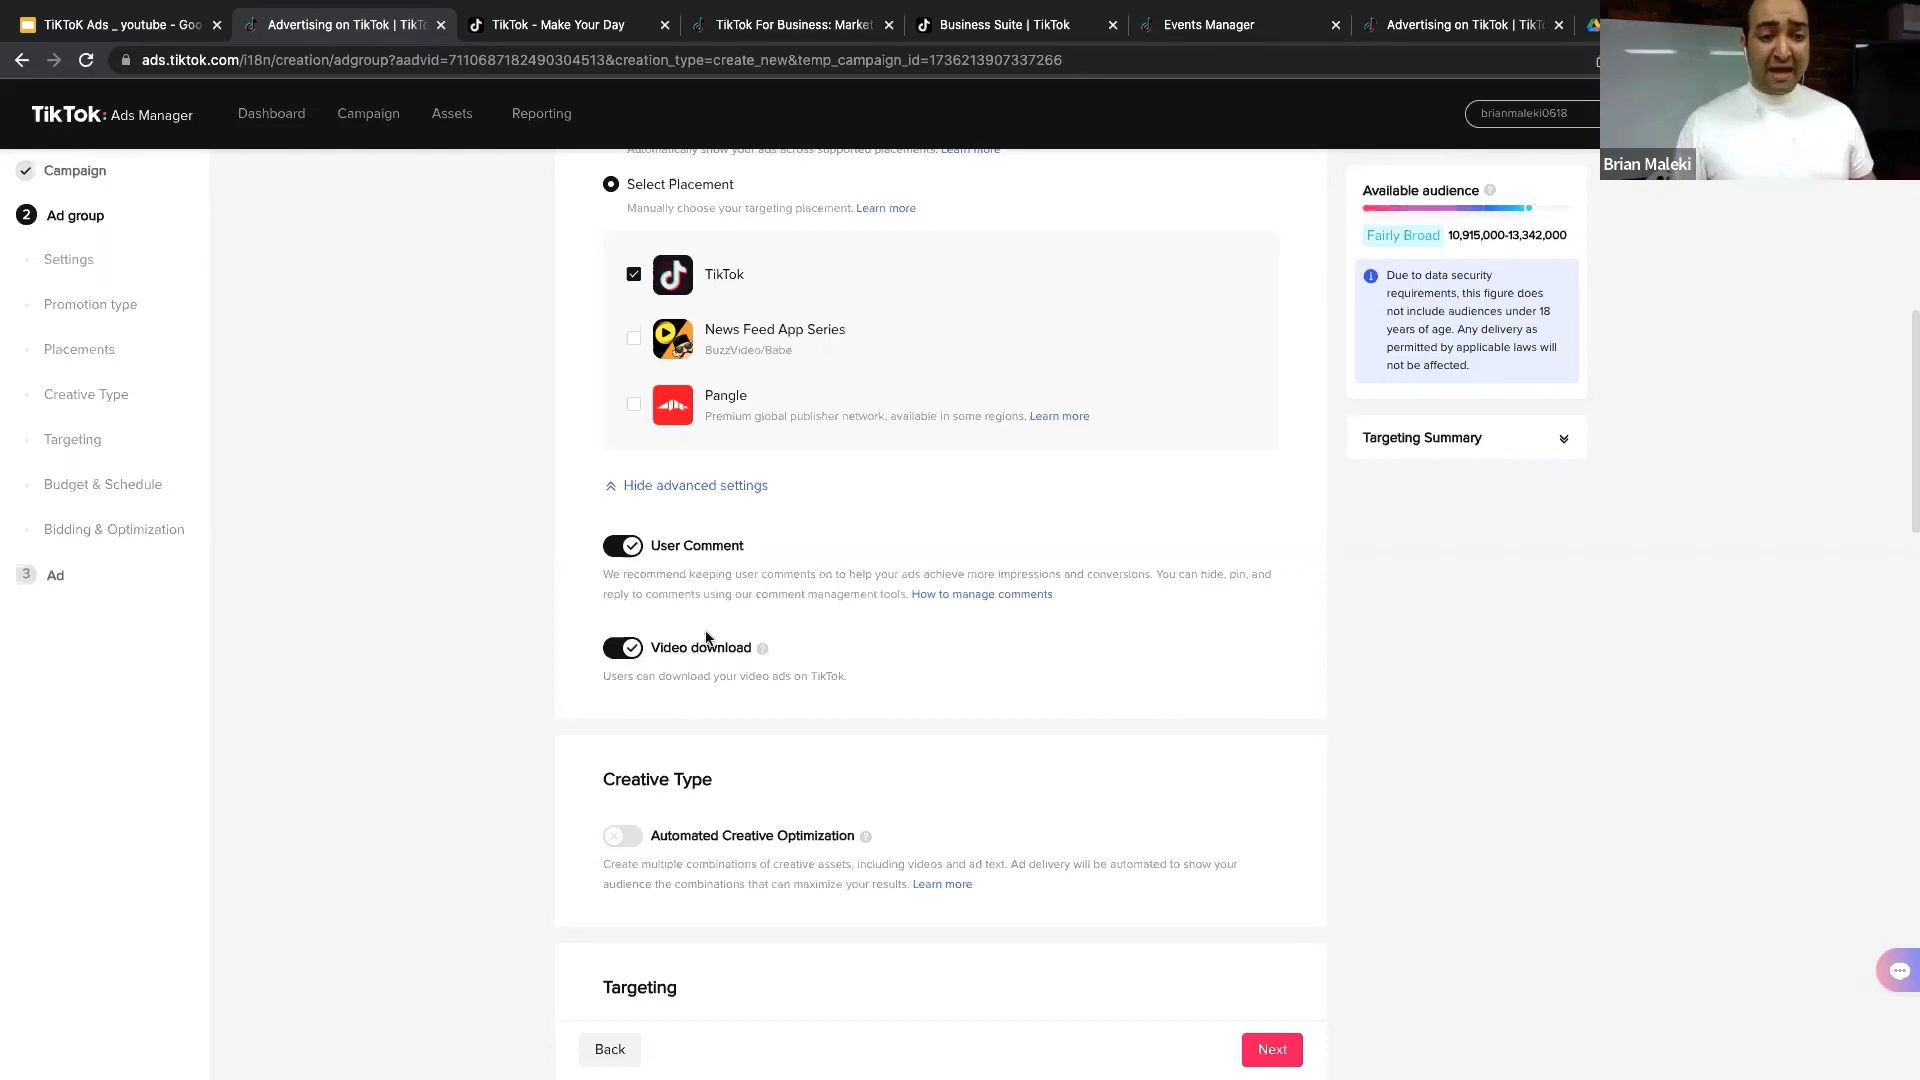 TiKToK Ads _ youtube - Goo
Advertising on TikTok | TikTo
TikTok - Make Your Day
TikTok For Business: Market
Business Suite | TikTok
Events Manager
Advertising on TikTok | TikTo
ads.tiktok.com/i18n/creation/adgroup?aadvid=7110687182490304513&creation_type=create_new&temp_campaign_id=1736213907337266
TikTok: Ads Manager
Dashboard
Campaign
Assets
Reporting
brianmaleki0618
Brian Maleki
Campaign
2 Ad group
Settings
Promotion type
Placements
Creative Type
Targeting
Budget & Schedule
Bidding & Optimization
3 Ad
Automatically show your ads across supported placements. Learn more
Select Placement
Manually choose your targeting placement. Learn more
TikTok
News Feed App Series
BuzzVideo/Babe
Pangle
Premium global publisher network, available in some regions. Learn more
Hide advanced settings
User Comment
We recommend keeping user comments on to help your ads achieve more impressions and conversions. You can hide, pin, and
reply to comments using our comment management tools. How to manage comments
Video download
Users can download your video ads on TikTok.
Creative Type
Automated Creative Optimization
Create multiple combinations of creative assets, including videos and ad text. Ad delivery will be automated to show your
audience the combinations that can maximize your results. Learn more
Targeting
Back
Next
Available audience
Fairly Broad 10,915,000-13,342,000
Due to data security
requirements, this figure does
not include audiences under 18
years of age. Any delivery as
permitted by applicable laws will
not be affected.
Targeting Summary